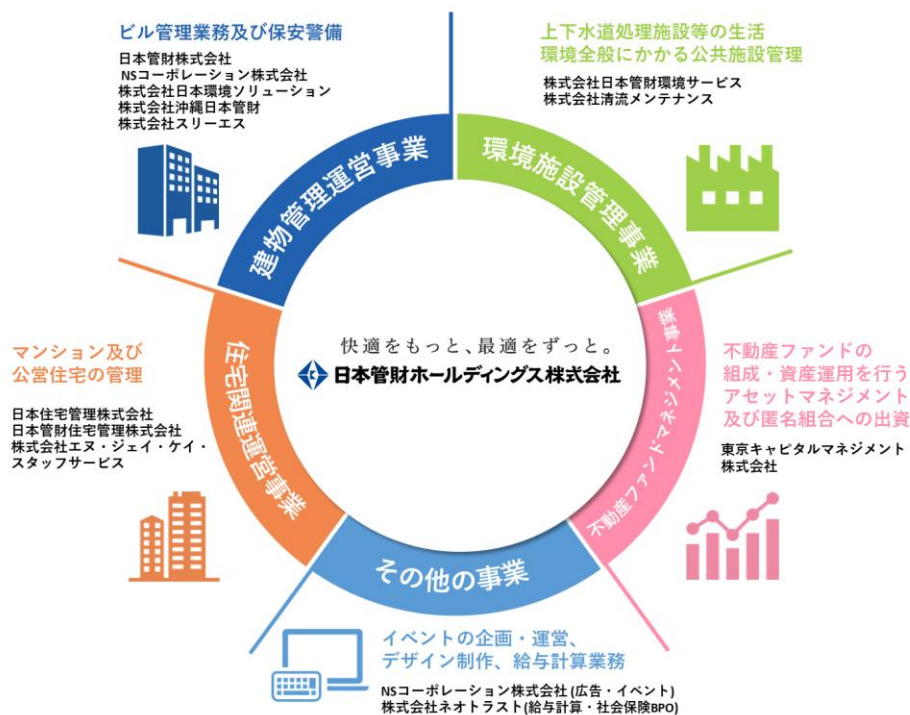 ビル管理業務及び保安警備
日本管財株式会社
NSコーポレーション株式会社
株式会社日本環境ソリューション
株式会社沖縄日本管財
株式会社スリーエス
上下水道処理施設等の生活
環境全般にかかる公共施設管理
株式会社日本管財環境サービス
株式会社清流メンテナンス
建物管理運営事業
環境施設管理事業
快適をもっと、最適をずっと。
日本管財ホールディングス株式会社
マンション及び
公営住宅の管理
日本住宅管理株式会社
日本管財住宅管理株式会社
株式会社エヌ・ジェイ・ケイ・
スタッフサービス
住宅関連運営事業
不動産ファンドマネジメント事業
不動産ファンドの
組成・資産運用を行う
アセットマネジメント
及び匿名組合への出資
東京キャピタルマネジメント
株式会社
その他の事業
イベントの企画・運営、
デザイン制作、給与計算業務
NSコーポレーション株式会社 (広告・イベント)
株式会社ネオトラスト(給与計算・社会保険BPO)